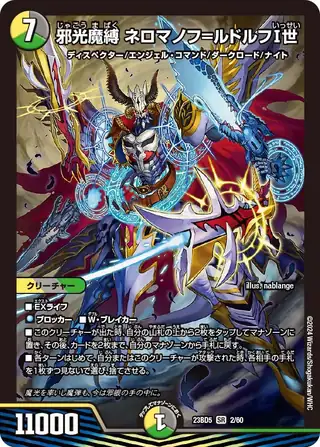 じゃこう まばく いっせい
7
邪光魔縛 ネロマノフ=ルドルフI世
ディスペクター/エンジェル・コマンド/ダークロード/ナイト
illus. nablange
クリーチャー
エクストラ
■EXライフ
■ブロッカー ■W・ブレイカー
■このクリーチャーが出た時、自分の山札の上から2枚をタップしてマナゾーンに置き、その後、カードを2枚まで、自分のマナゾーンから手札に戻す。
■各ターンはじめて、自分またはこのクリーチャーが攻撃された時、各相手の手札を1枚ずつ見ないで選び、捨てさせる。
魔光を率いし魔導も、今は邪眼の手の中に。
©2024 Wizards/Shogakukan/WHC
23BD5 SR 2/60
11000
1